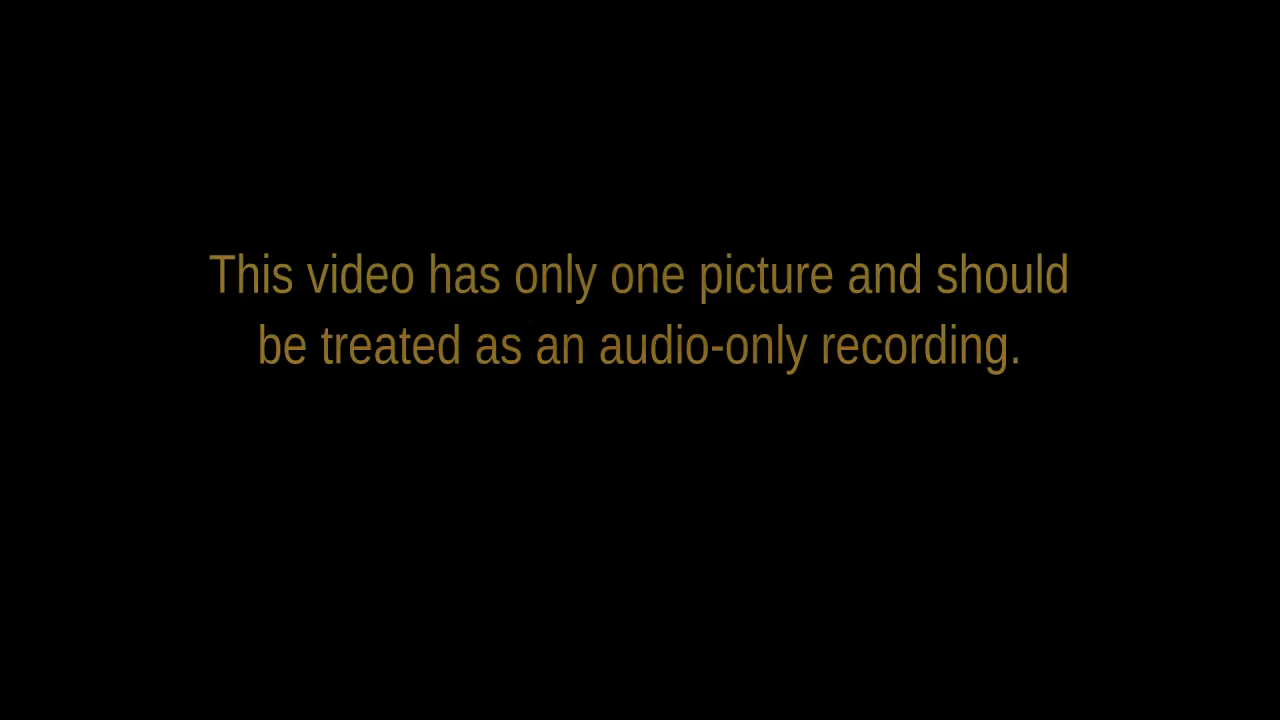 This video has only one picture and should
be treated as an audio-only recording.